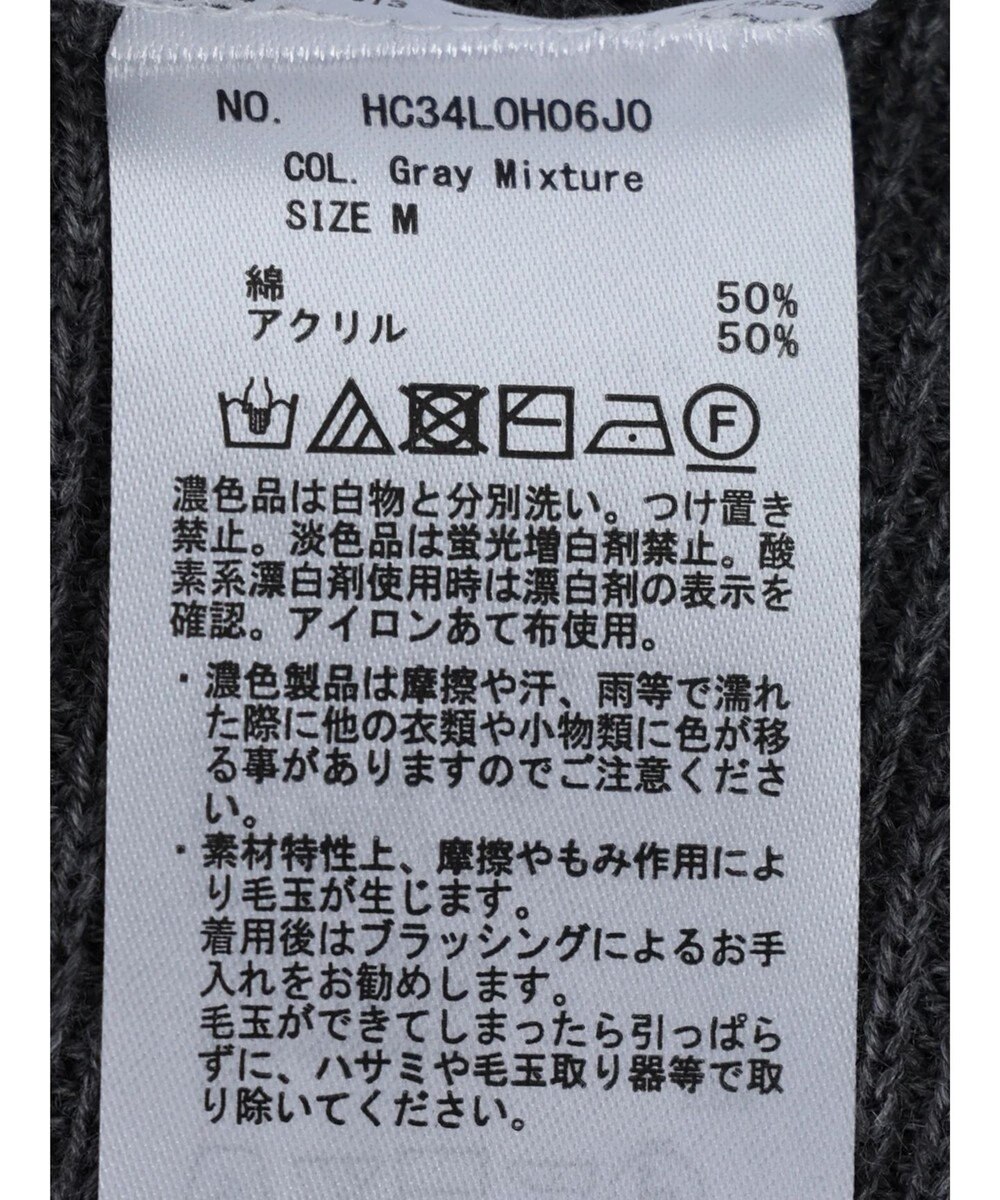 NO. HC34L0H06J0
COL. Gray Mixture
SIZE M
綿 50%
アクリル 50%
F
濃色品は白物と分別洗い。つけ置き
禁止。淡色品は蛍光増白剤禁止。酸
素系漂白剤使用時は漂白剤の表示を
確認。アイロンあて布使用。
・濃色製品は摩擦や汗、雨等で濡れ
た際に他の衣類や小物類に色が移
る事がありますのでご注意くださ
い。
・素材特性上、摩擦やもみ作用によ
り毛玉が生じます。
着用後はブラッシングによるお手
入れをお勧めします。
毛玉ができてしまったら引っぱら
ずに、ハサミや毛玉取り器等で取
り除いてください。